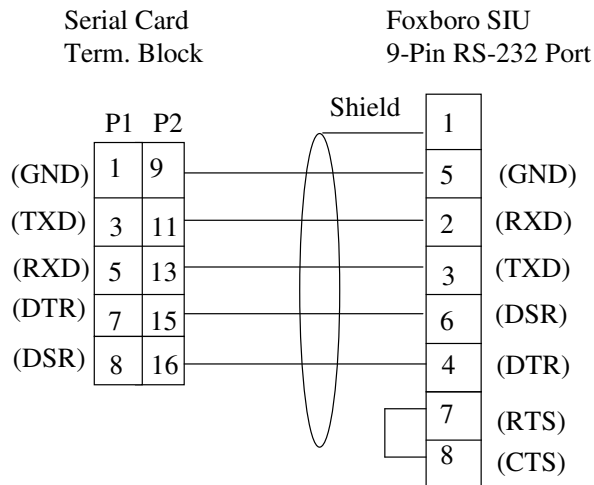 Serial Card
Term. Block
Foxboro SIU
9-Pin RS-232 Port
Shield
P1 P2
1
(GND) 1 9 5 (GND)
(TXD) 3 11 2 (RXD)
(RXD) 5 13 3 (TXD)
(DTR) 7 15 6 (DSR)
(DSR) 8 16 4 (DTR)
7 (RTS)
8 (CTS)